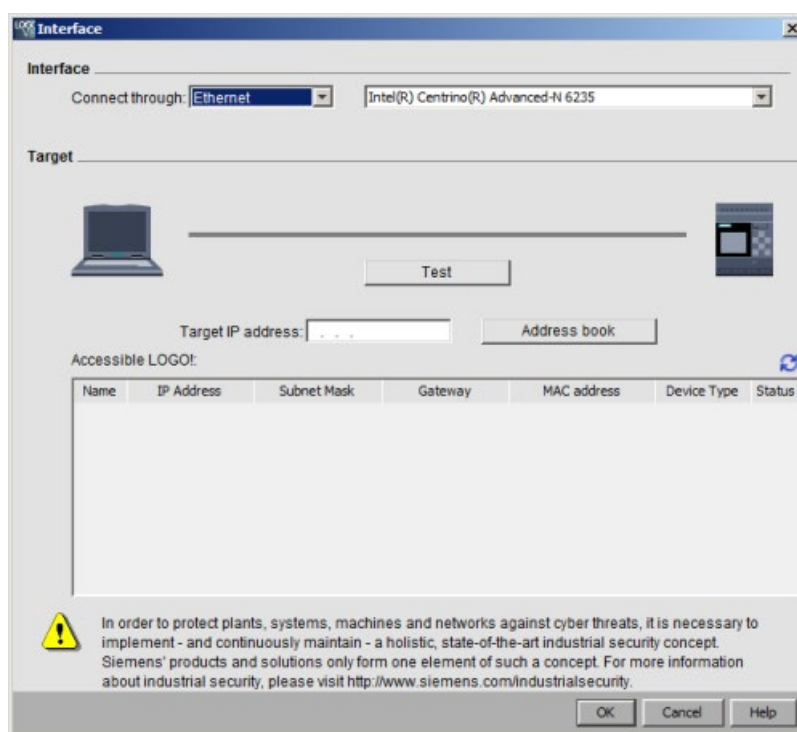 Interface
Interface
Connect through: Ethernet Intel(R) Centrino(R) Advanced-N 6235
Target
Test
Target IP address: . . . Address book
Accessible LOGO!:
Name IP Address Subnet Mask Gateway MAC address Device Type Status
In order to protect plants, systems, machines and networks against cyber threats, it is necessary to
implement - and continuously maintain - a holistic, state-of-the-art industrial security concept.
Siemens' products and solutions only form one element of such a concept. For more information
about industrial security, please visit http://www.siemens.com/industrialsecurity.
OK Cancel Help